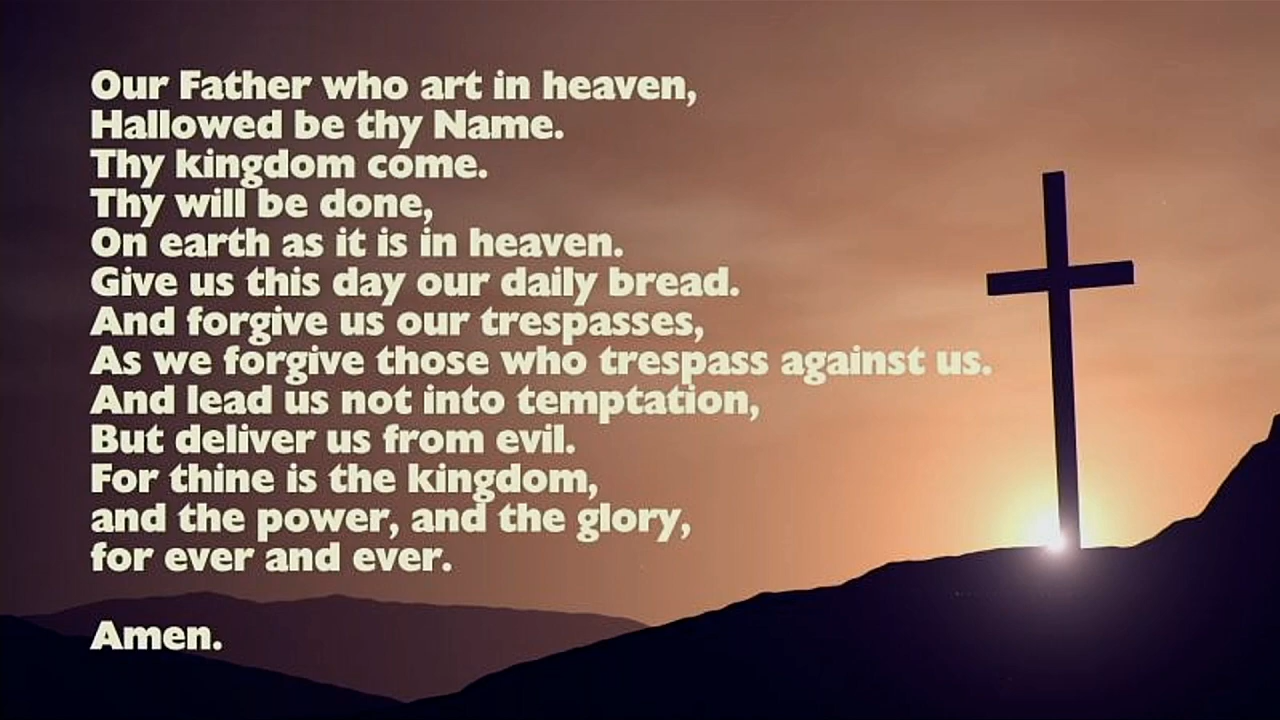 Our Father who art in heaven,
Hallowed be thy Name.
Thy kingdom come.
Thy will be done,
On earth as it is in heaven.
Give us this day our daily bread.
And forgive us our trespasses,
As we forgive those who trespass against us.
And lead us not into temptation,
But deliver us from evil.
For thine is the kingdom,
and the power, and the glory,
for ever and ever.
Amen.